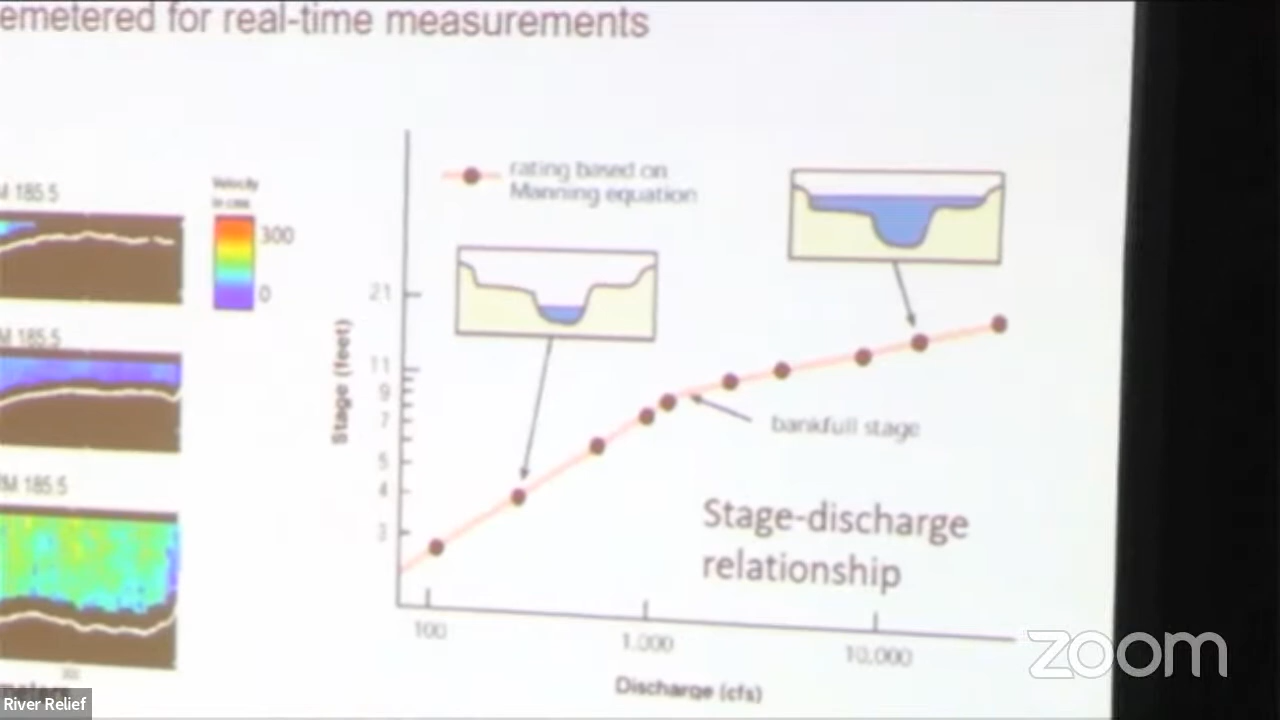 emetered for real-time measurements
M 185.5
Velocity
300
0
M 185.5
M 185.5
rating based on
Manning equation
21
11
9
7
5
4
3
Stage (feet)
bankfull stage
Stage-discharge
relationship
100
1,000
10,000
Discharge (cfs)
meters
River Relief
zoom